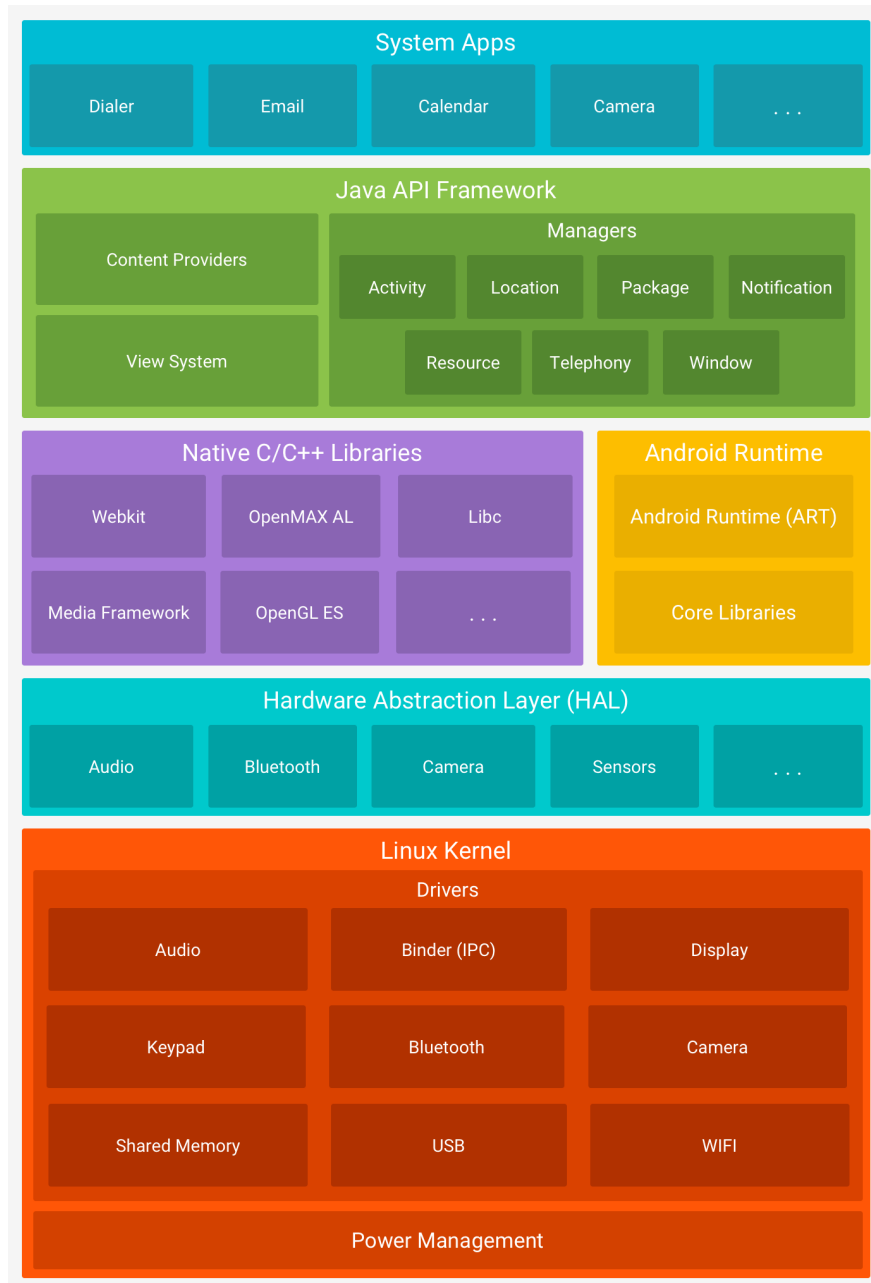 System Apps
Dialer
Email
Calendar
Camera
. . .
Java API Framework
Content Providers
View System
Managers
Activity
Location
Package
Notification
Resource
Telephony
Window
Native C/C++ Libraries
Webkit
OpenMAX AL
Libc
Media Framework
OpenGL ES
. . .
Android Runtime
Android Runtime (ART)
Core Libraries
Hardware Abstraction Layer (HAL)
Audio
Bluetooth
Camera
Sensors
. . .
Linux Kernel
Drivers
Audio
Binder (IPC)
Display
Keypad
Bluetooth
Camera
Shared Memory
USB
WIFI
Power Management